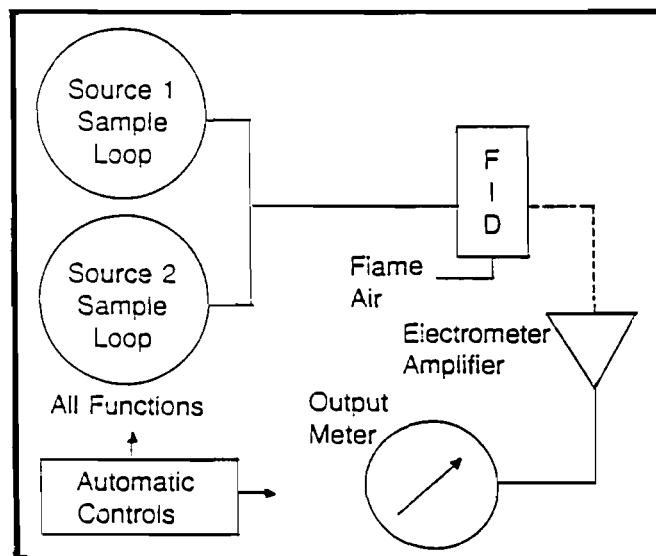 Source 1
Sample
Loop
F
I
D
Source 2
Sample
Loop
Flame
Air
Electrometer
Amplifier
All Functions
Output
Meter
Automatic
Controls